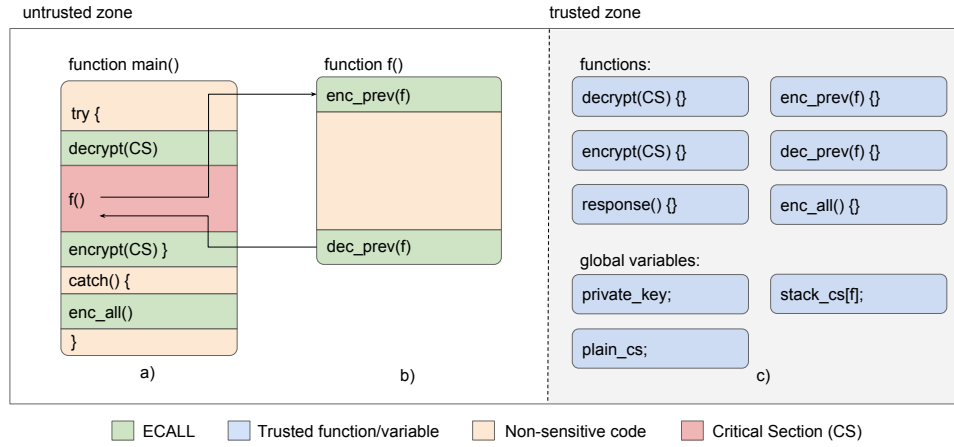 untrusted zone
trusted zone
function main()
try {
decrypt(CS)
f()
encrypt(CS) }
catch() {
enc_all()
}
a)
function f()
enc_prev(f)
dec_prev(f)
b)
functions:
decrypt(CS) {}
enc_prev(f) {}
encrypt(CS) {}
dec_prev(f) {}
response() {}
enc_all() {}
global variables:
private_key;
stack_cs[f];
plain_cs;
c)
ECALL
Trusted function/variable
Non-sensitive code
Critical Section (CS)